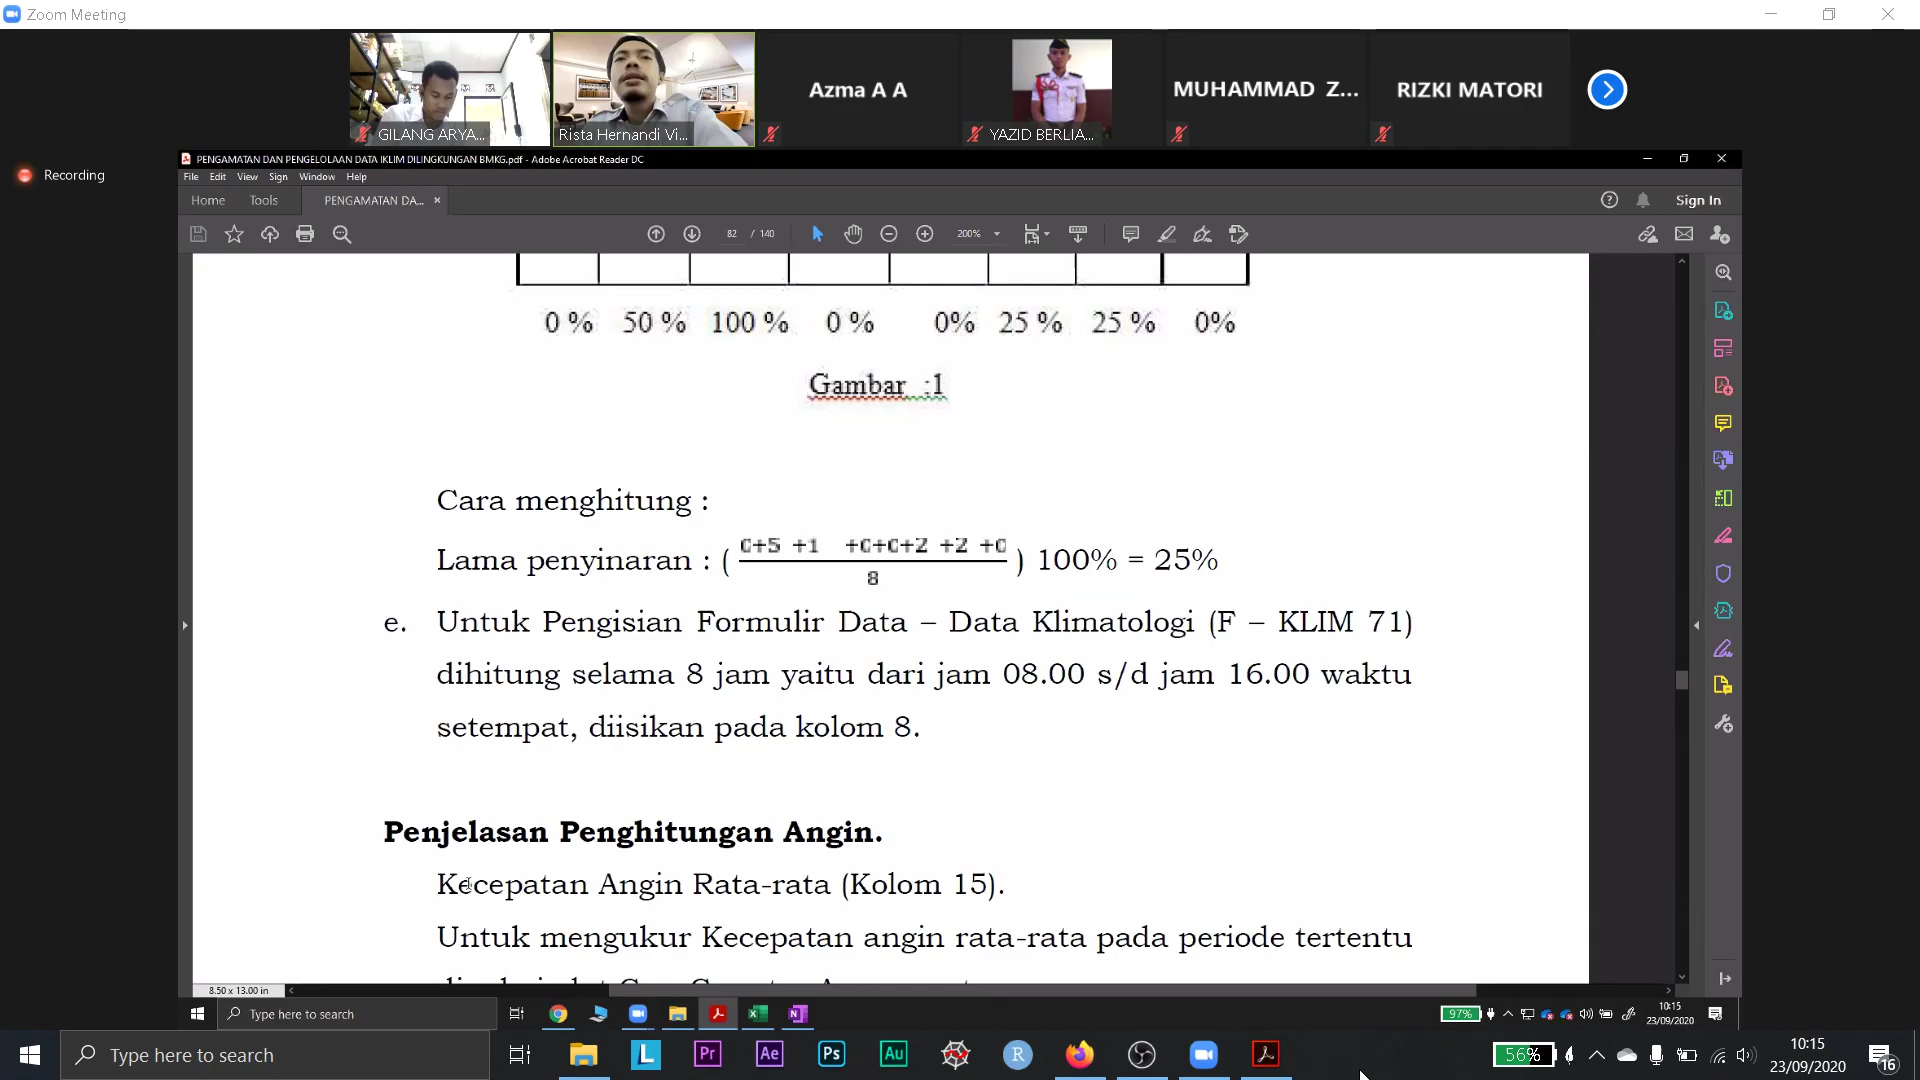 Zoom Meeting
GILANG ARYA...
Rista Hernandi Vi...
Azma A A
YAZID BERLIA...
MUHAMMAD Z...
RIZKI MATORI
Recording
PENGAMATAN DAN PENGELOLAAN DATA IKLIM DILINGKUNGAN BMKG.pdf - Adobe Acrobat Reader DC
File Edit View Sign Window Help
Home Tools PENGAMATAN DA... Sign In
82 / 140 200%
0 % 50 % 100 % 0 % 0% 25 % 25 % 0%
Gambar :1
Cara menghitung :
Lama penyinaran : ( 0+5 +1 +0+0+2 +2 +0 / 8 ) 100% = 25%
e. Untuk Pengisian Formulir Data – Data Klimatologi (F – KLIM 71)
dihitung selama 8 jam yaitu dari jam 08.00 s/d jam 16.00 waktu
setempat, diisikan pada kolom 8.
Penjelasan Penghitungan Angin.
Kecepatan Angin Rata-rata (Kolom 15).
Untuk mengukur Kecepatan angin rata-rata pada periode tertentu
8.50 x 13.00 in
Type here to search
97%
10:15
23/09/2020
Type here to search
L Pr Ae Ps Au R
56%
10:15
23/09/2020
16